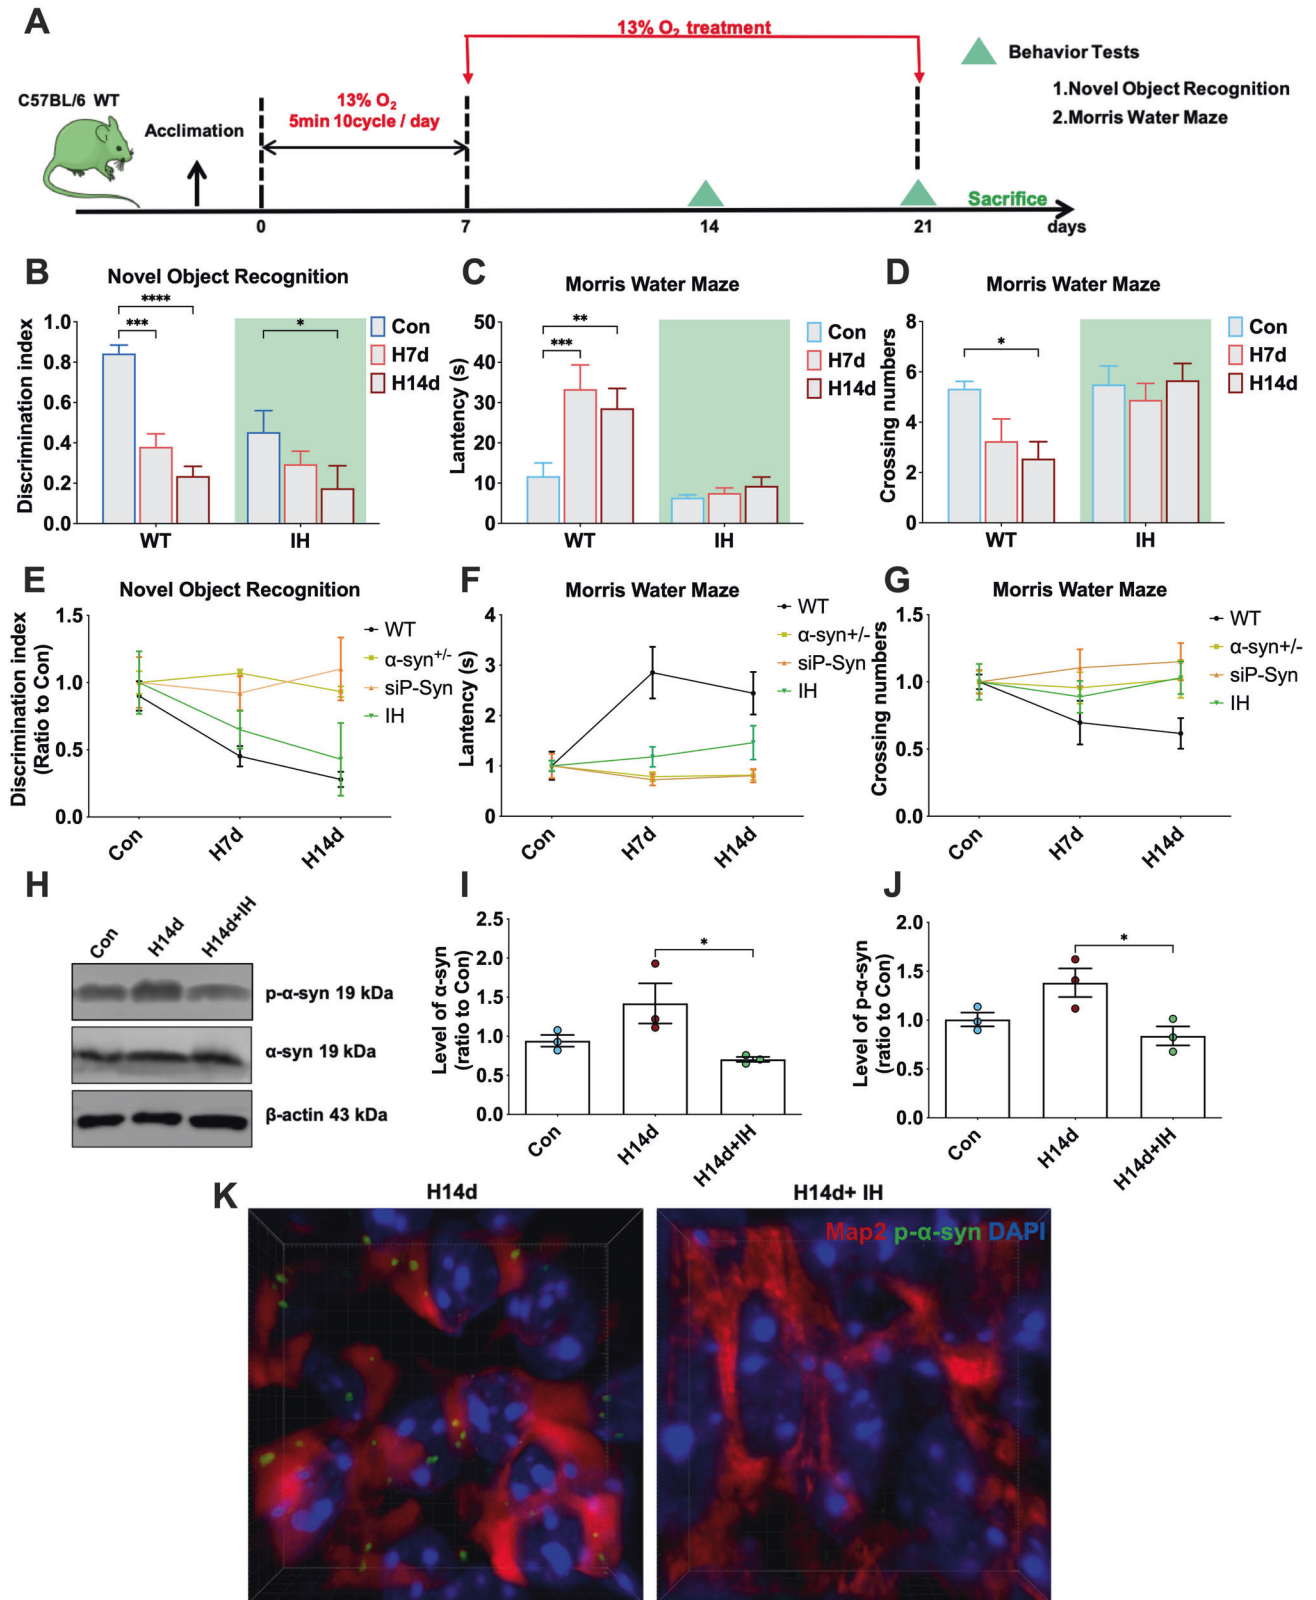 A
13% O2 treatment
Behavior Tests
1.Novel Object Recognition
2.Morris Water Maze
C57BL/6 WT
Acclimation
13% O2
5min 10cycle / day
Sacrifice
0
7
14
21
days
B
Novel Object Recognition
****
***
*
Discrimination index
1.0
0.8
0.6
0.4
0.2
0.0
WT
IH
Con
H7d
H14d
C
Morris Water Maze
**
***
Lantency (s)
50
40
30
20
10
0
WT
IH
Con
H7d
H14d
D
Morris Water Maze
*
Crossing numbers
8
6
4
2
0
WT
IH
Con
H7d
H14d
E
Novel Object Recognition
Discrimination index
(Ratio to Con)
1.5
1.0
0.5
0.0
Con
H7d
H14d
WT
α-syn+/-
siP-Syn
IH
F
Morris Water Maze
Lantency (s)
4
3
2
1
0
Con
H7d
H14d
WT
α-syn+/-
siP-Syn
IH
G
Morris Water Maze
Crossing numbers
1.5
1.0
0.5
0.0
Con
H7d
H14d
WT
α-syn+/-
siP-Syn
IH
H
Con
H14d
H14d+IH
p-α-syn 19 kDa
α-syn 19 kDa
β-actin 43 kDa
I
Level of α-syn
(ratio to Con)
2.5
2.0
1.5
1.0
0.5
0.0
*
Con
H14d
H14d+IH
J
Level of p-α-syn
(ratio to Con)
2.0
1.5
1.0
0.5
0.0
*
Con
H14d
H14d+IH
K
H14d
H14d+ IH
Map2 p-α-syn DAPI